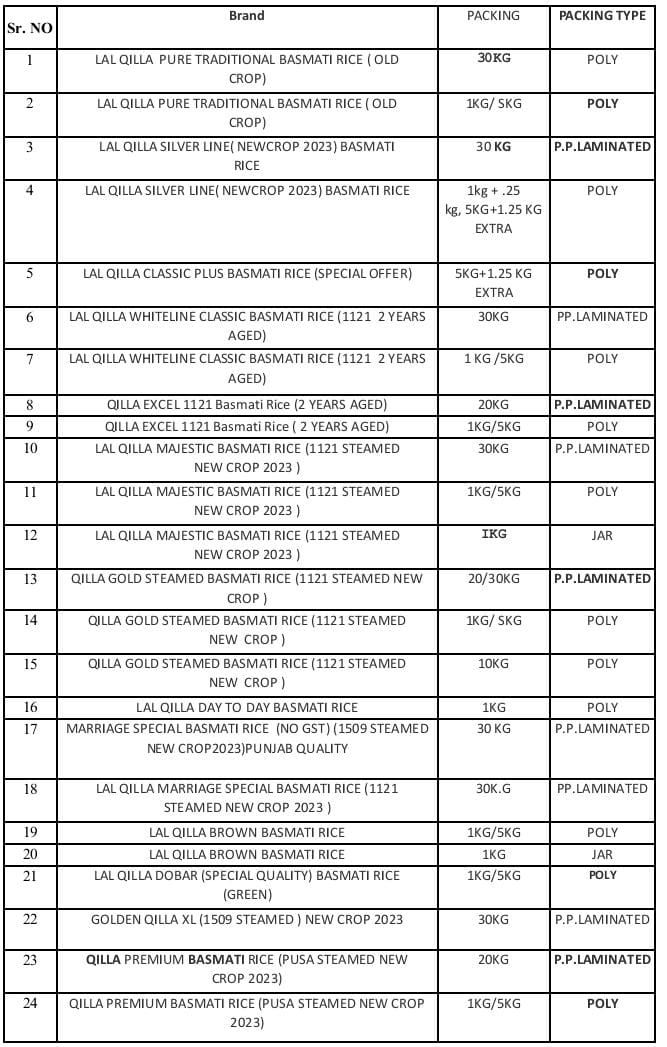 Sr. NO Brand PACKING PACKING TYPE
1 LAL QILLA PURE TRADITIONAL BASMATI RICE ( OLD 30KG POLY
CROP)
2 LAL QILLA PURE TRADITIONAL BASMATI RICE ( OLD 1KG/ SKG POLY
CROP)
3 LAL QILLA SILVER LINE( NEWCROP 2023) BASMATI 30 KG P.P.LAMINATED
RICE
4 LAL QILLA SILVER LINE( NEWCROP 2023) BASMATI RICE 1kg + .25 POLY
kg, 5KG+1.25 KG
EXTRA
5 LAL QILLA CLASSIC PLUS BASMATI RICE (SPECIAL OFFER) 5KG+1.25 KG POLY
EXTRA
6 LAL QILLA WHITELINE CLASSIC BASMATI RICE (1121 2 YEARS 30KG PP.LAMINATED
AGED)
7 LAL QILLA WHITELINE CLASSIC BASMATI RICE (1121 2 YEARS 1 KG /5KG POLY
AGED)
8 QILLA EXCEL 1121 Basmati Rice (2 YEARS AGED) 20KG P.P.LAMINATED
9 QILLA EXCEL 1121 Basmati Rice ( 2 YEARS AGED) 1KG/5KG POLY
10 LAL QILLA MAJESTIC BASMATI RICE (1121 STEAMED 30KG P.P.LAMINATED
NEW CROP 2023 )
11 LAL QILLA MAJESTIC BASMATI RICE (1121 STEAMED 1KG/5KG POLY
NEW CROP 2023 )
12 LAL QILLA MAJESTIC BASMATI RICE (1121 STEAMED IKG JAR
NEW CROP 2023 )
13 QILLA GOLD STEAMED BASMATI RICE (1121 STEAMED NEW 20/30KG P.P.LAMINATED
CROP )
14 QILLA GOLD STEAMED BASMATI RICE (1121 STEAMED 1KG/ SKG POLY
NEW CROP )
15 QILLA GOLD STEAMED BASMATI RICE (1121 STEAMED 10KG POLY
NEW CROP )
16 LAL QILLA DAY TO DAY BASMATI RICE 1KG POLY
17 MARRIAGE SPECIAL BASMATI RICE (NO GST) (1509 STEAMED 30 KG P.P.LAMINATED
NEW CROP2023)PUNJAB QUALITY
18 LAL QILLA MARRIAGE SPECIAL BASMATI RICE (1121 30K.G PP.LAMINATED
STEAMED NEW CROP 2023 )
19 LAL QILLA BROWN BASMATI RICE 1KG/5KG POLY
20 LAL QILLA BROWN BASMATI RICE 1KG JAR
21 LAL QILLA DOBAR (SPECIAL QUALITY) BASMATI RICE 1KG/5KG POLY
(GREEN)
22 GOLDEN QILLA XL (1509 STEAMED ) NEW CROP 2023 30KG P.P.LAMINATED
23 QILLA PREMIUM BASMATI RICE (PUSA STEAMED NEW 20KG P.P.LAMINATED
CROP 2023)
24 QILLA PREMIUM BASMATI RICE (PUSA STEAMED NEW CROP 1KG/5KG POLY
2023)